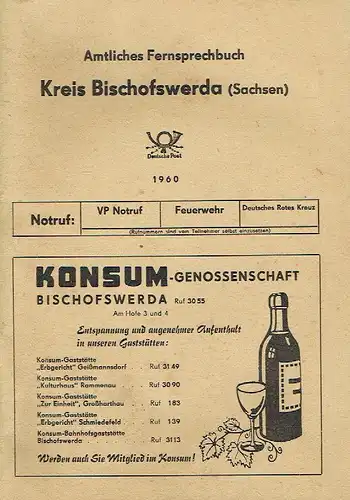 Amtliches Fernsprechbuch
Kreis Bischofswerda (Sachsen)
Deutsche Post
1960
Notruf:
VP Notruf
Feuerwehr
Deutsches Rotes Kreuz
(Rufnummern sind vom Teilnehmer selbst einzusetzen)
KONSUM-GENOSSENSCHAFT
BISCHOFSWERDA Ruf 3055
Am Hofe 3 und 4
Entspannung und angenehmer Aufenthalt
in unseren Gaststätten:
Konsum-Gaststätte
„Erbgericht" Geißmannsdorf . Ruf 3149
Konsum-Gaststätte
„Kulturhaus" Rammenau . . Ruf 3090
Konsum-Gaststätte
„Zur Einheit", Großharthau . Ruf 183
Konsum-Gaststätte
„Erbgericht" Schmiedefeld . . Ruf 139
Konsum-Bahnhofsgaststätte
Bischofswerda . . . Ruf 3113
Werden auch Sie Mitglied im Konsum!